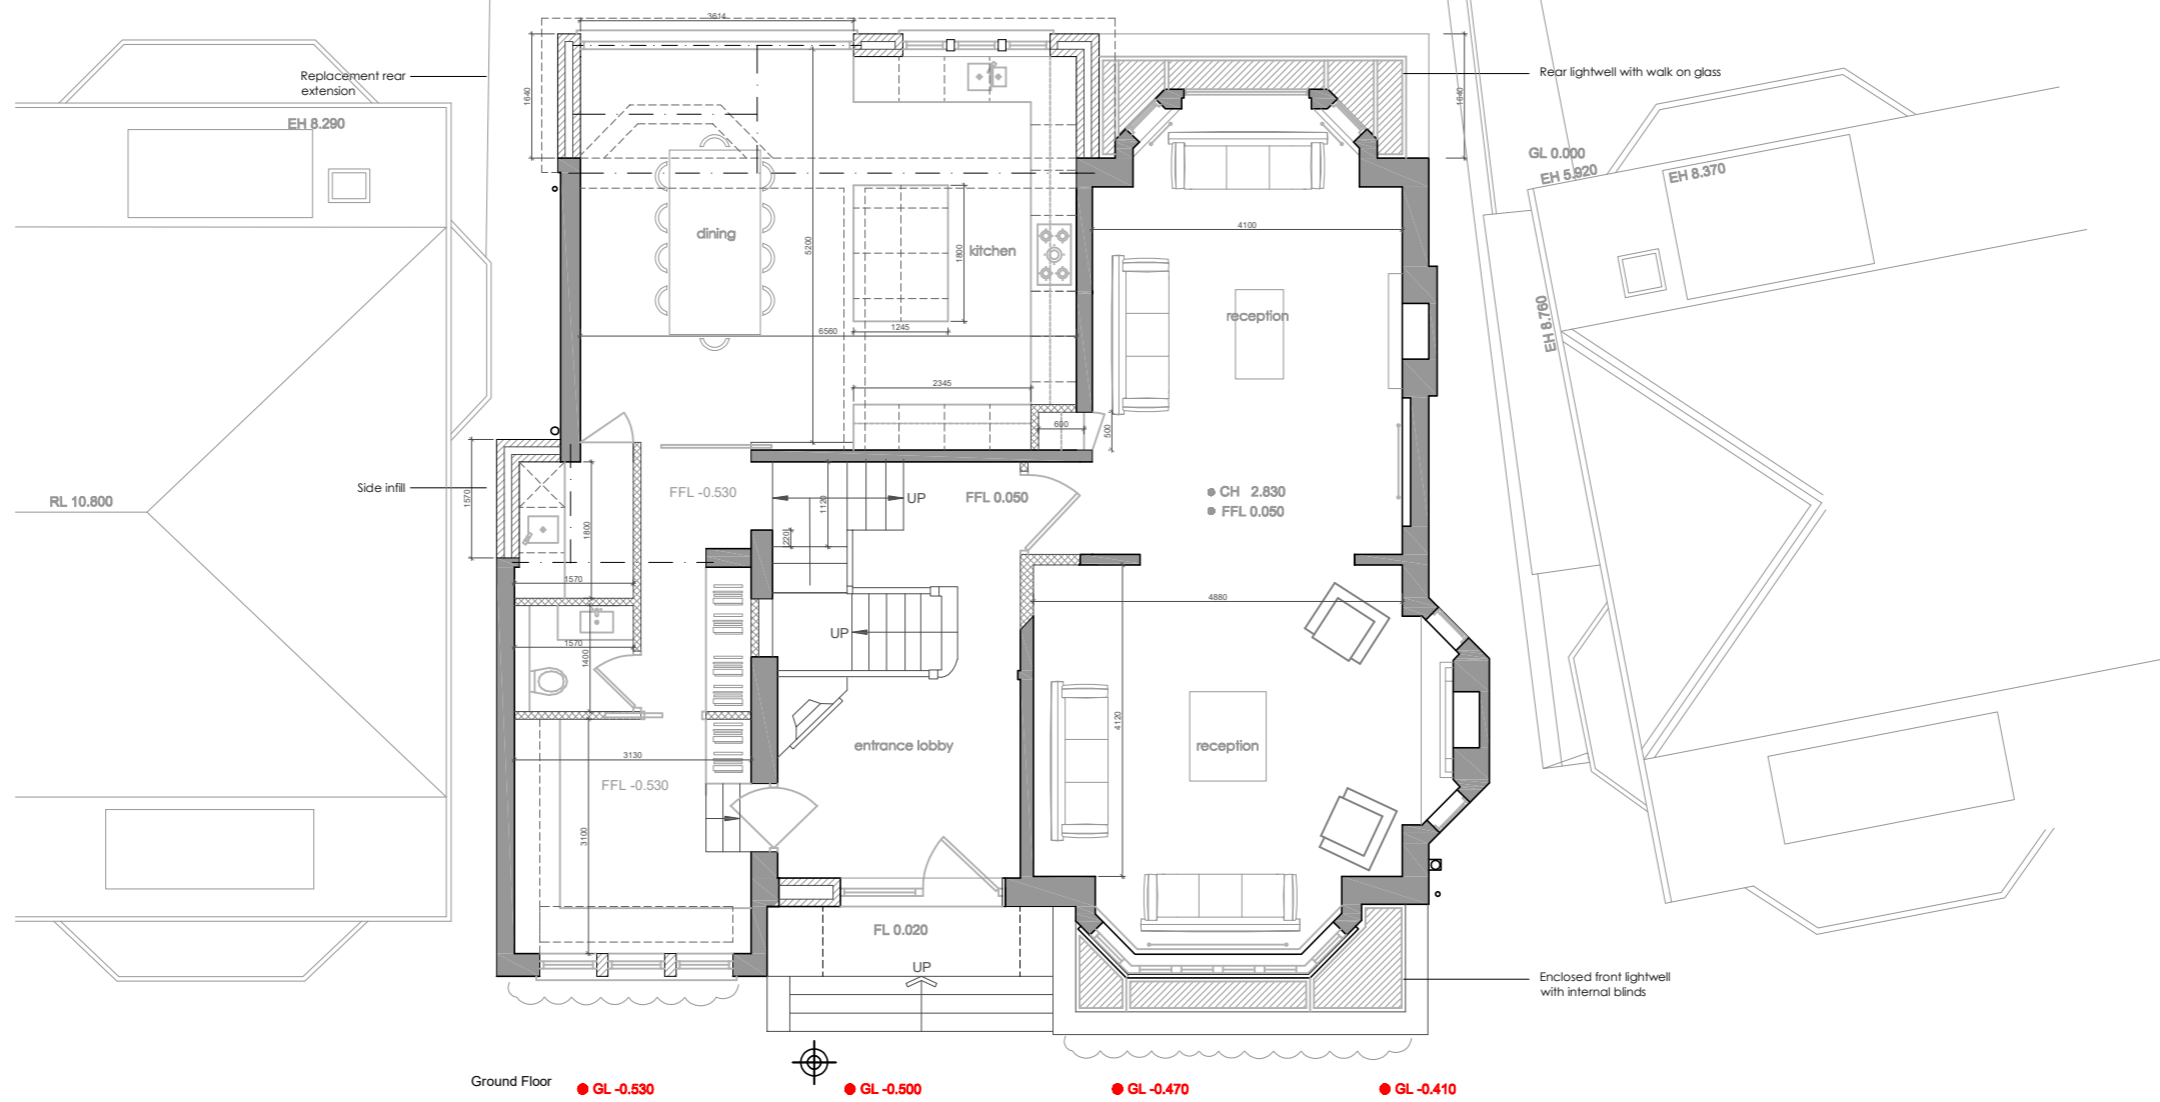 3614
Replacement rear
extension
1640
EH 8.290
Rear lightwell with walk on glass
1640
GL 0.000
EH 5.920
EH 8.370
dining
5200
kitchen
1800
4100
reception
EH 8.760
6560
1245
2345
600
500
Side infill
1570
RL 10.800
FFL -0.530
UP
1120
220
FFL 0.050
CH 2.830
FFL 0.050
1800
1570
4880
UP
1570
1400
4120
entrance lobby
reception
3130
FFL -0.530
3100
FL 0.020
UP
Enclosed front lightwell
with internal blinds
Ground Floor
GL -0.530
GL -0.500
GL -0.470
GL -0.410